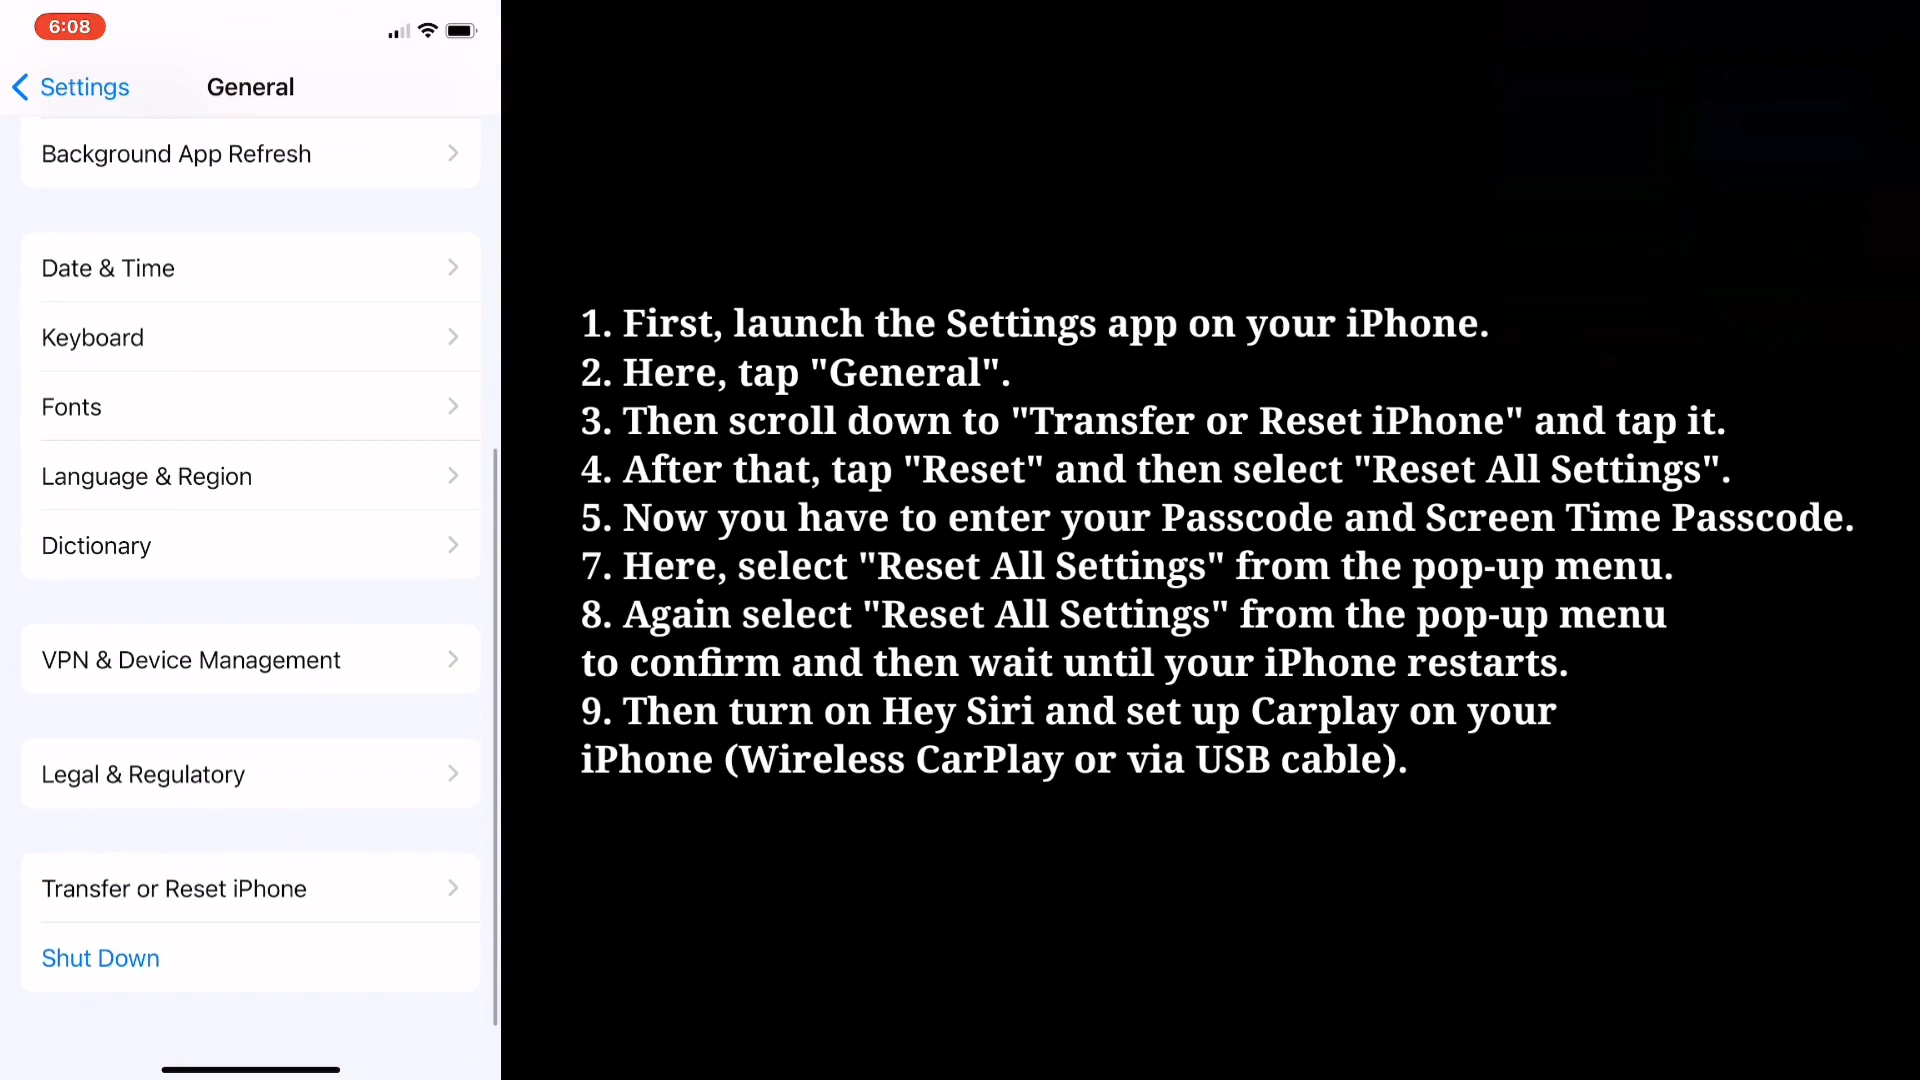 6:08
Settings
General
Background App Refresh
Date & Time
Keyboard
Fonts
Language & Region
Dictionary
VPN & Device Management
Legal & Regulatory
Transfer or Reset iPhone
Shut Down
1. First, launch the Settings app on your iPhone.
2. Here, tap "General".
3. Then scroll down to "Transfer or Reset iPhone" and tap it.
4. After that, tap "Reset" and then select "Reset All Settings".
5. Now you have to enter your Passcode and Screen Time Passcode.
7. Here, select "Reset All Settings" from the pop-up menu.
8. Again select "Reset All Settings" from the pop-up menu
to confirm and then wait until your iPhone restarts.
9. Then turn on Hey Siri and set up Carplay on your
iPhone (Wireless CarPlay or via USB cable).